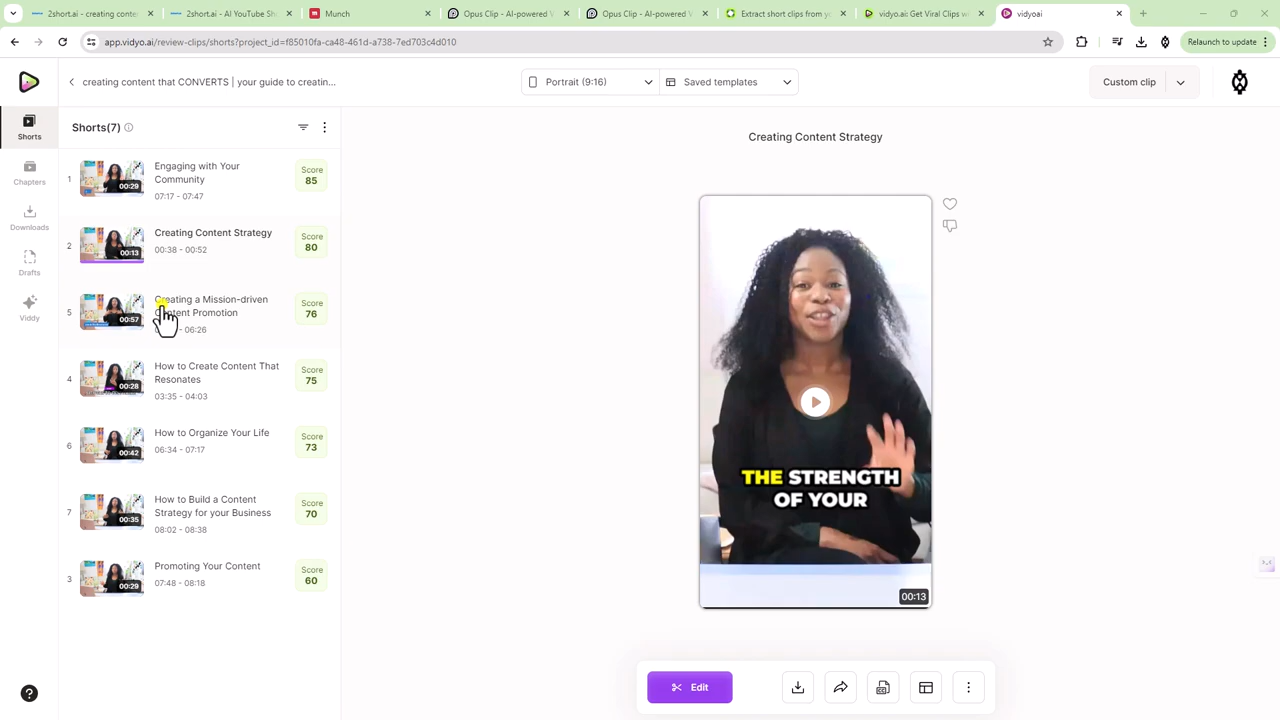 2short.ai - creating conten
2short.ai - AI YouTube Sh
Munch
Opus Clip - AI-powered V
Opus Clip - AI-powered V
Extract short clips from yo
vidyo.ai: Get Viral Clips wi
vidyoai
app.vidyo.ai/review-clips/shorts?project_id=f85010fa-ca48-461d-a738-7ed703c4d010
Relaunch to update
creating content that CONVERTS | your guide to creatin...
Portrait (9:16)
Saved templates
Custom clip
Shorts
Chapters
Downloads
Drafts
Viddy
Shorts(7)
1
00:29
Engaging with Your
Community
07:17 - 07:47
Score
85
2
00:13
Creating Content Strategy
00:38 - 00:52
Score
80
5
00:57
Creating a Mission-driven
Content Promotion
- 06:26
Score
76
4
00:28
How to Create Content That
Resonates
03:35 - 04:03
Score
75
6
00:42
How to Organize Your Life
06:34 - 07:17
Score
73
7
00:35
How to Build a Content
Strategy for your Business
08:02 - 08:38
Score
70
3
00:29
Promoting Your Content
07:48 - 08:18
Score
60
Creating Content Strategy
THE STRENGTH
OF YOUR
00:13
Edit